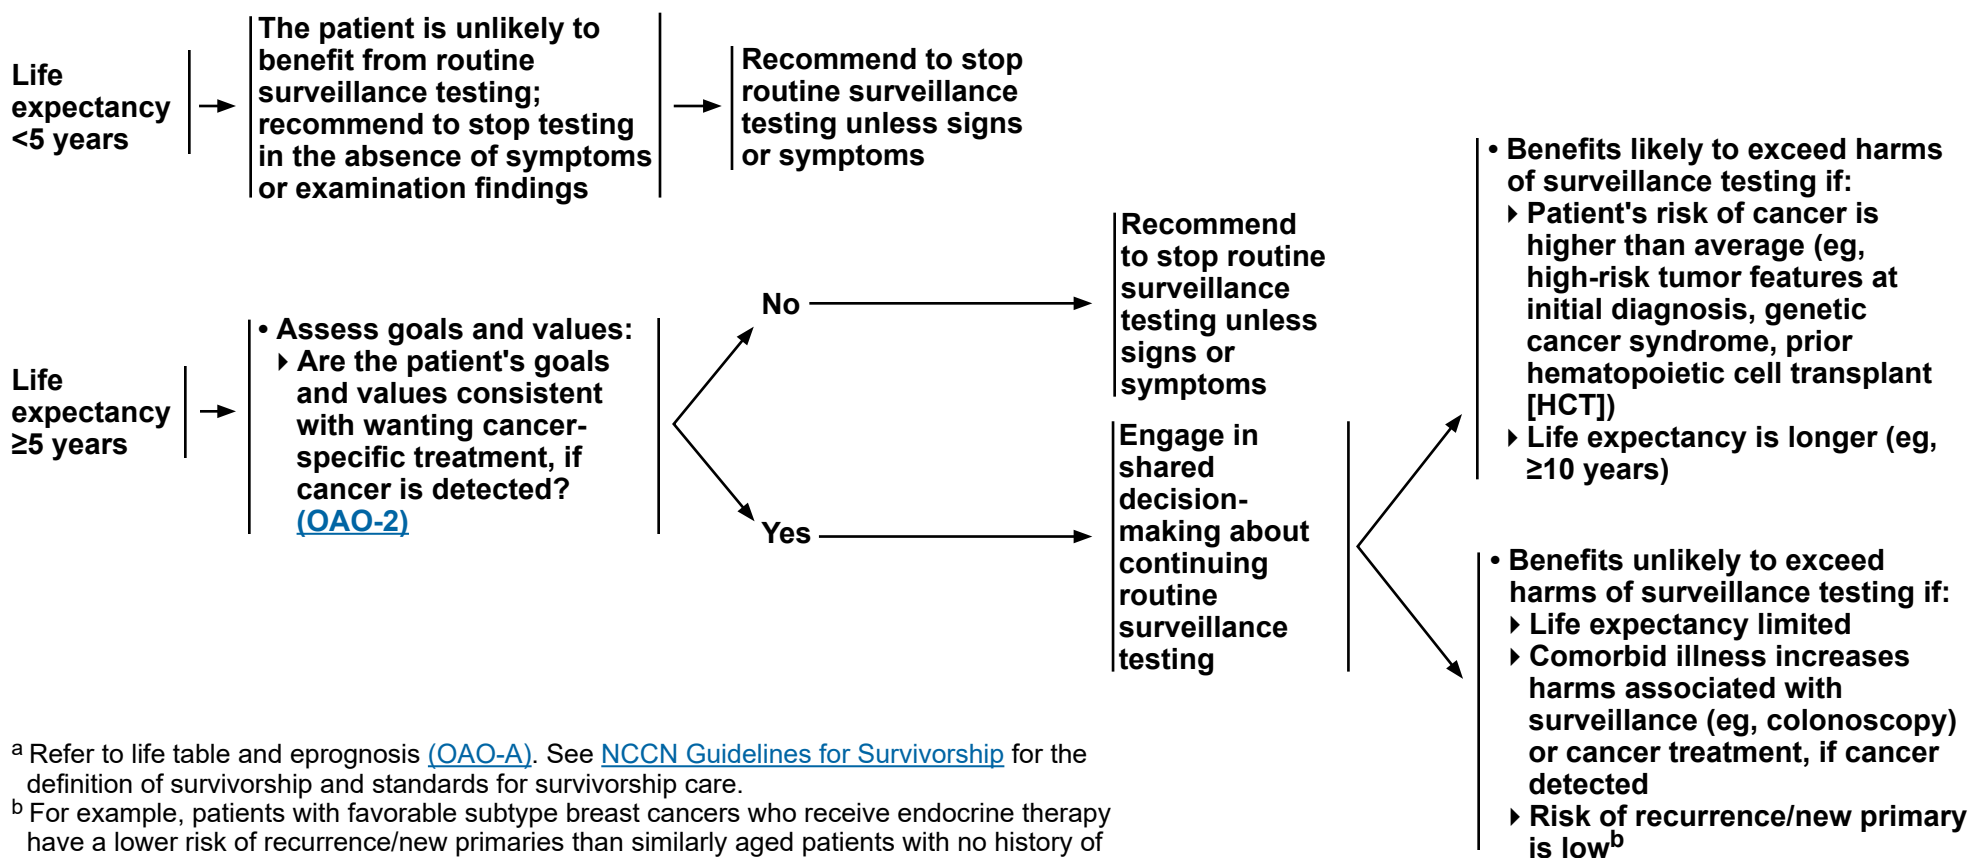 Life
expectancy
<5 years
The patient is unlikely to
benefit from routine
surveillance testing;
recommend to stop testing
in the absence of symptoms
or examination findings
Recommend to stop
routine surveillance
testing unless signs
or symptoms
Life
expectancy
≥5 years
• Assess goals and values:
Are the patient's goals
and values consistent
with wanting cancer-
specific treatment, if
cancer is detected?
(OAO-2)
No
Recommend
to stop routine
surveillance
testing unless
signs or
symptoms
Yes
Engage in
shared
decision-
making about
continuing
routine
surveillance
testing
• Benefits likely to exceed harms
of surveillance testing if:
Patient's risk of cancer is
higher than average (eg,
high-risk tumor features at
initial diagnosis, genetic
cancer syndrome, prior
hematopoietic cell transplant
[HCT])
Life expectancy is longer (eg,
≥10 years)
• Benefits unlikely to exceed
harms of surveillance testing if:
Life expectancy limited
Comorbid illness increases
harms associated with
surveillance (eg, colonoscopy)
or cancer treatment, if cancer
detected
Risk of recurrence/new primary
is low b
a Refer to life table and eprognosis (OAO-A). See NCCN Guidelines for Survivorship for the
definition of survivorship and standards for survivorship care.
b For example, patients with favorable subtype breast cancers who receive endocrine therapy
have a lower risk of recurrence/new primaries than similarly aged patients with no history of